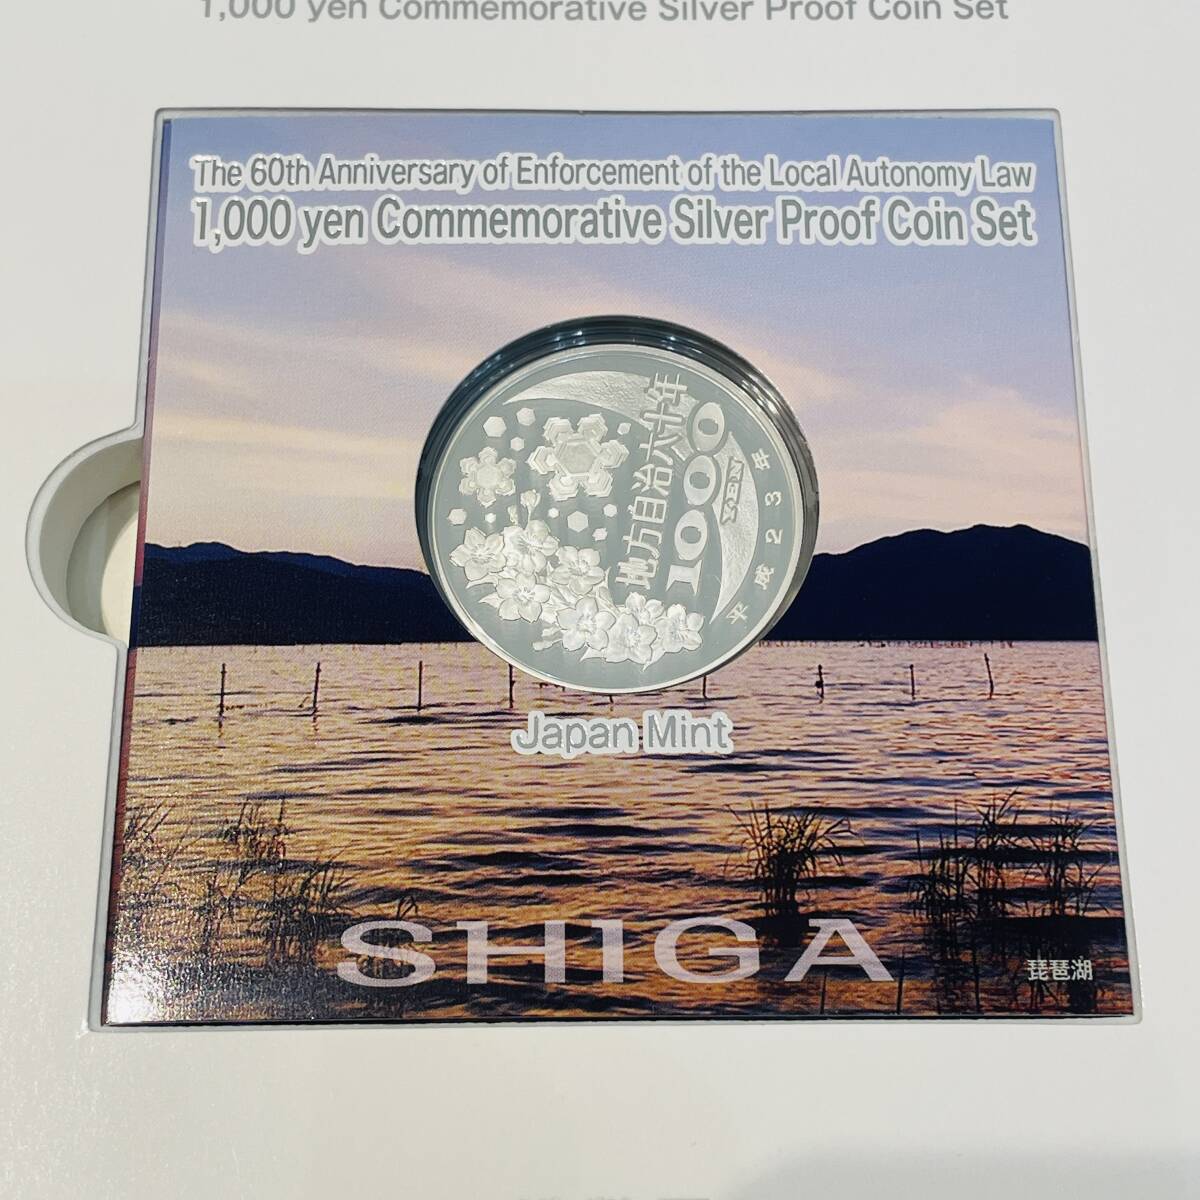 1,000 yen Commemorative Silver Proof Coin Set
The 60th Anniversary of Enforcement of the Local Autonomy Law
1,000 yen Commemorative Silver Proof Coin Set
地方自治六十年
1000
YEN
平成23年
Japan Mint
SHIGA
琵琶湖